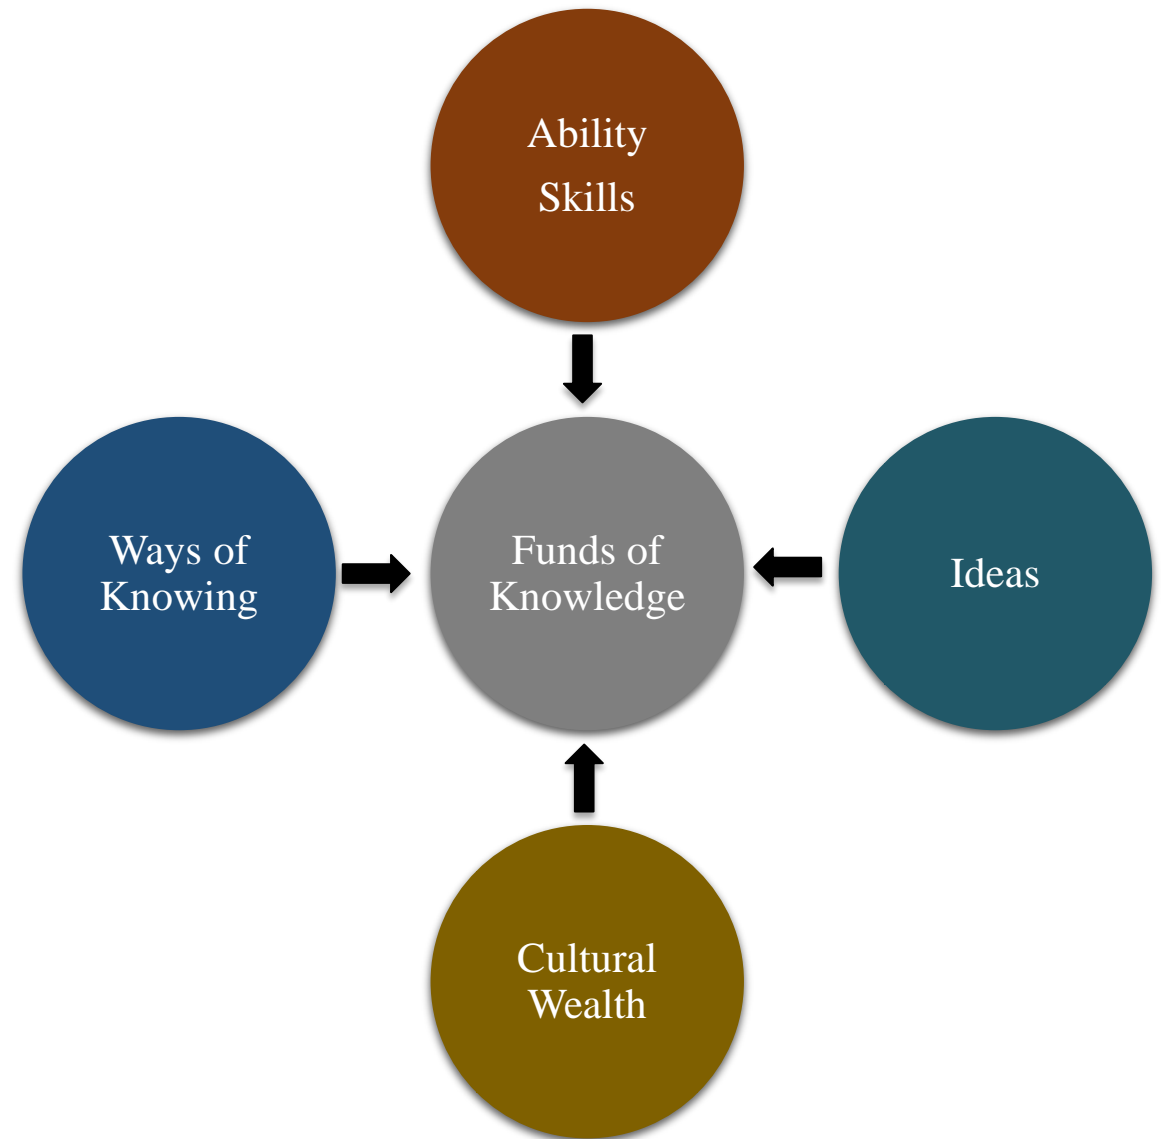 Ability
Skills
Ways of
Knowing
Funds of
Knowledge
Ideas
Cultural
Wealth